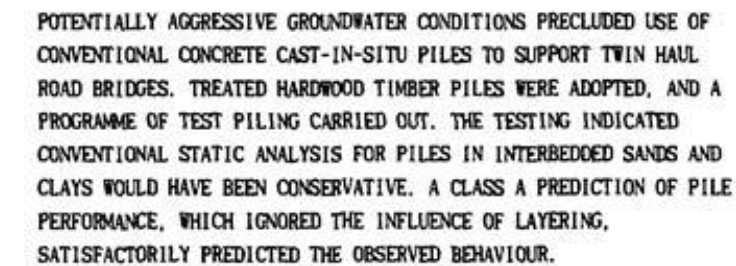 POTENTIALLY AGGRESSIVE GROUNDWATER CONDITIONS PRECLUDED USE OF
CONVENTIONAL CONCRETE CAST-IN-SITU PILES TO SUPPORT TWIN HAUL
ROAD BRIDGES. TREATED HARDWOOD TIMBER PILES WERE ADOPTED, AND A
PROGRAMME OF TEST PILING CARRIED OUT. THE TESTING INDICATED
CONVENTIONAL STATIC ANALYSIS FOR PILES IN INTERBEDDED SANDS AND
CLAYS WOULD HAVE BEEN CONSERVATIVE. A CLASS A PREDICTION OF PILE
PERFORMANCE, WHICH IGNORED THE INFLUENCE OF LAYERING,
SATISFACTORILY PREDICTED THE OBSERVED BEHAVIOUR.